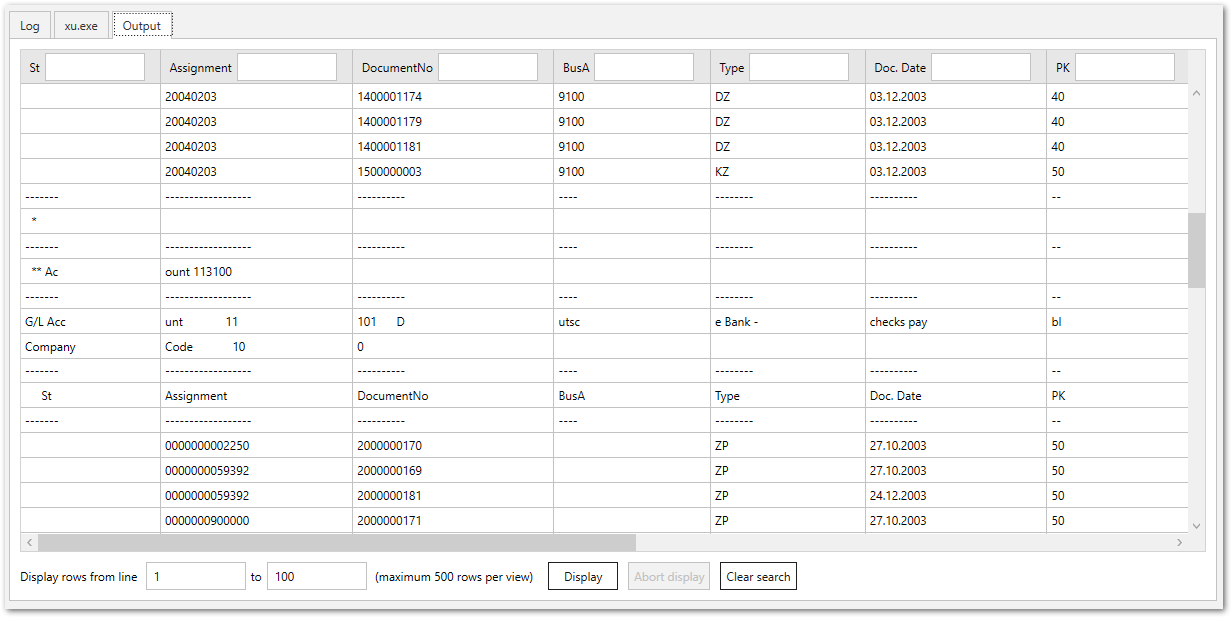 Log xu.exe Output
St Assignment DocumentNo BusA Type Doc. Date PK
20040203 1400001174 9100 DZ 03.12.2003 40
20040203 1400001179 9100 DZ 03.12.2003 40
20040203 1400001181 9100 DZ 03.12.2003 40
20040203 1500000003 9100 KZ 03.12.2003 50
------- ------------------ ---------- ---- -------- ---------- --
*
------- ------------------ ---------- ---- -------- ---------- --
** Ac ount 113100
------- ------------------ ---------- ---- -------- ---------- --
G/L Acc unt 11 101 D utsc e Bank - checks pay bl
Company Code 10 0
------- ------------------ ---------- ---- -------- ---------- --
St Assignment DocumentNo BusA Type Doc. Date PK
------- ------------------ ---------- ---- -------- ---------- --
0000000002250 2000000170 ZP 27.10.2003 50
0000000059392 2000000169 ZP 27.10.2003 50
0000000059392 2000000181 ZP 24.12.2003 50
0000000900000 2000000171 ZP 27.10.2003 50
Display rows from line 1 to 100 (maximum 500 rows per view) Display Abort display Clear search